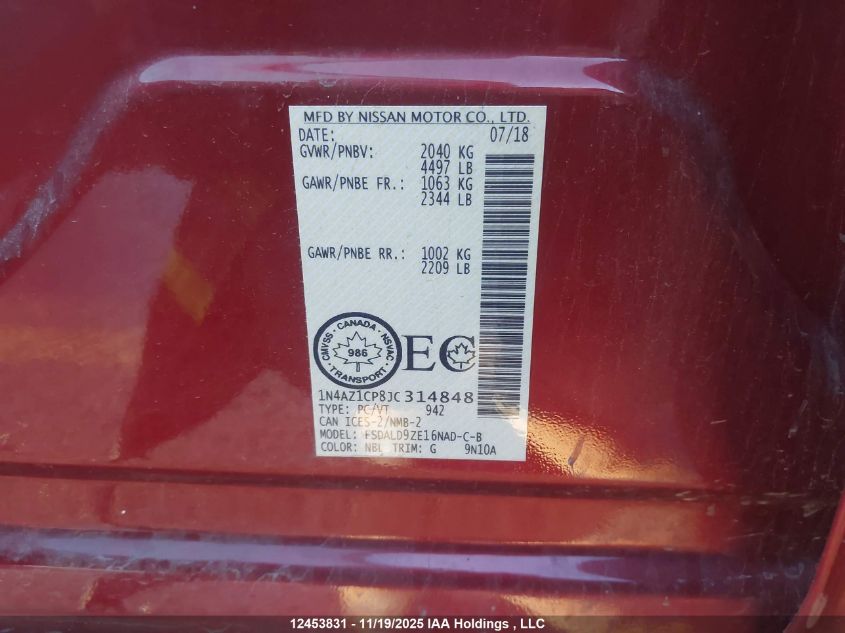 MFD BY NISSAN MOTOR CO., LTD.
DATE: 07/18
GVWR/PNBV: 2040 KG
4497 LB
GAWR/PNBE FR.: 1063 KG
2344 LB
GAWR/PNBE RR.: 1002 KG
2209 LB
CMVSS · CANADA · NSVAC
986
TRANSPORT
EC
1N4AZ1CP8JC314848
TYPE: PC/VT 942
CAN ICES-2/NMB-2
MODEL: FSDALD9ZE16NAD-C-B
COLOR: NBL TRIM: G 9N10A
12453831 - 11/19/2025 IAA Holdings , LLC